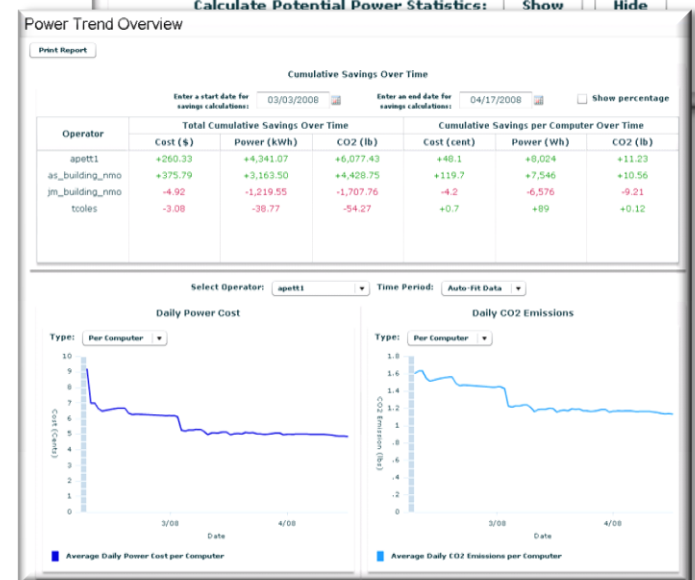 Calculate Potential Power Statistics: Show Hide
Power Trend Overview
Print Report
Cumulative Savings Over Time
Enter a start date for savings calculations: 03/03/2008 Enter an end date for savings calculations: 04/17/2008 Show percentage
Operator Total Cumulative Savings Over Time Cumulative Savings per Computer Over Time
Cost ($) Power (kWh) CO2 (lb) Cost (cent) Power (Wh) CO2 (lb)
apett1 +260.33 +4,341.07 +6,077.43 +48.1 +8,024 +11.23
as_building_nmo +375.79 +3,163.50 +4,428.75 +119.7 +7,546 +10.56
jm_building_nmo -4.92 -1,219.55 -1,707.76 -4.2 -6,576 -9.21
tcoles -3.08 -38.77 -54.27 +0.7 +89 +0.12
Select Operator: apett1 Time Period: Auto-Fit Data
Daily Power Cost Daily CO2 Emissions
Type: Per Computer Type: Per Computer
10 1.8
9 1.6
8 1.4
7 1.2
6 1
5 .8
4 .6
3 .4
2 .2
1 0
0
Cost (Cents) CO2 Emission (lbs)
3/08 4/08 3/08 4/08
Date Date
Average Daily Power Cost per Computer Average Daily CO2 Emissions per Computer